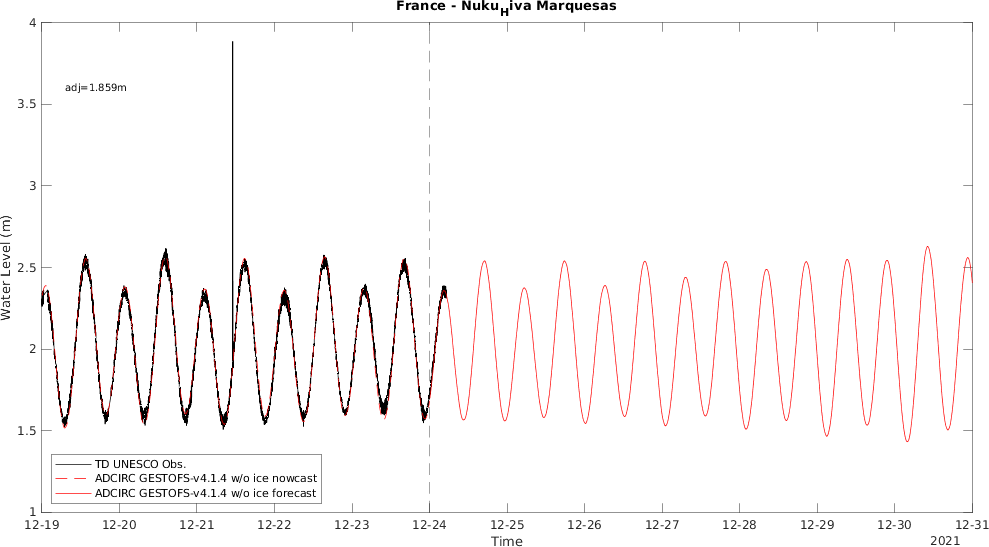 France - Nuku_Hiva Marquesas
4
adj=1.859m
3.5
3
2.5
2
1.5
1
Water Level (m)
TD UNESCO Obs.
ADCIRC GESTOFS-v4.1.4 w/o ice nowcast
ADCIRC GESTOFS-v4.1.4 w/o ice forecast
12-19 12-20 12-21 12-22 12-23 12-24 12-25 12-26 12-27 12-28 12-29 12-30 12-31
Time
2021